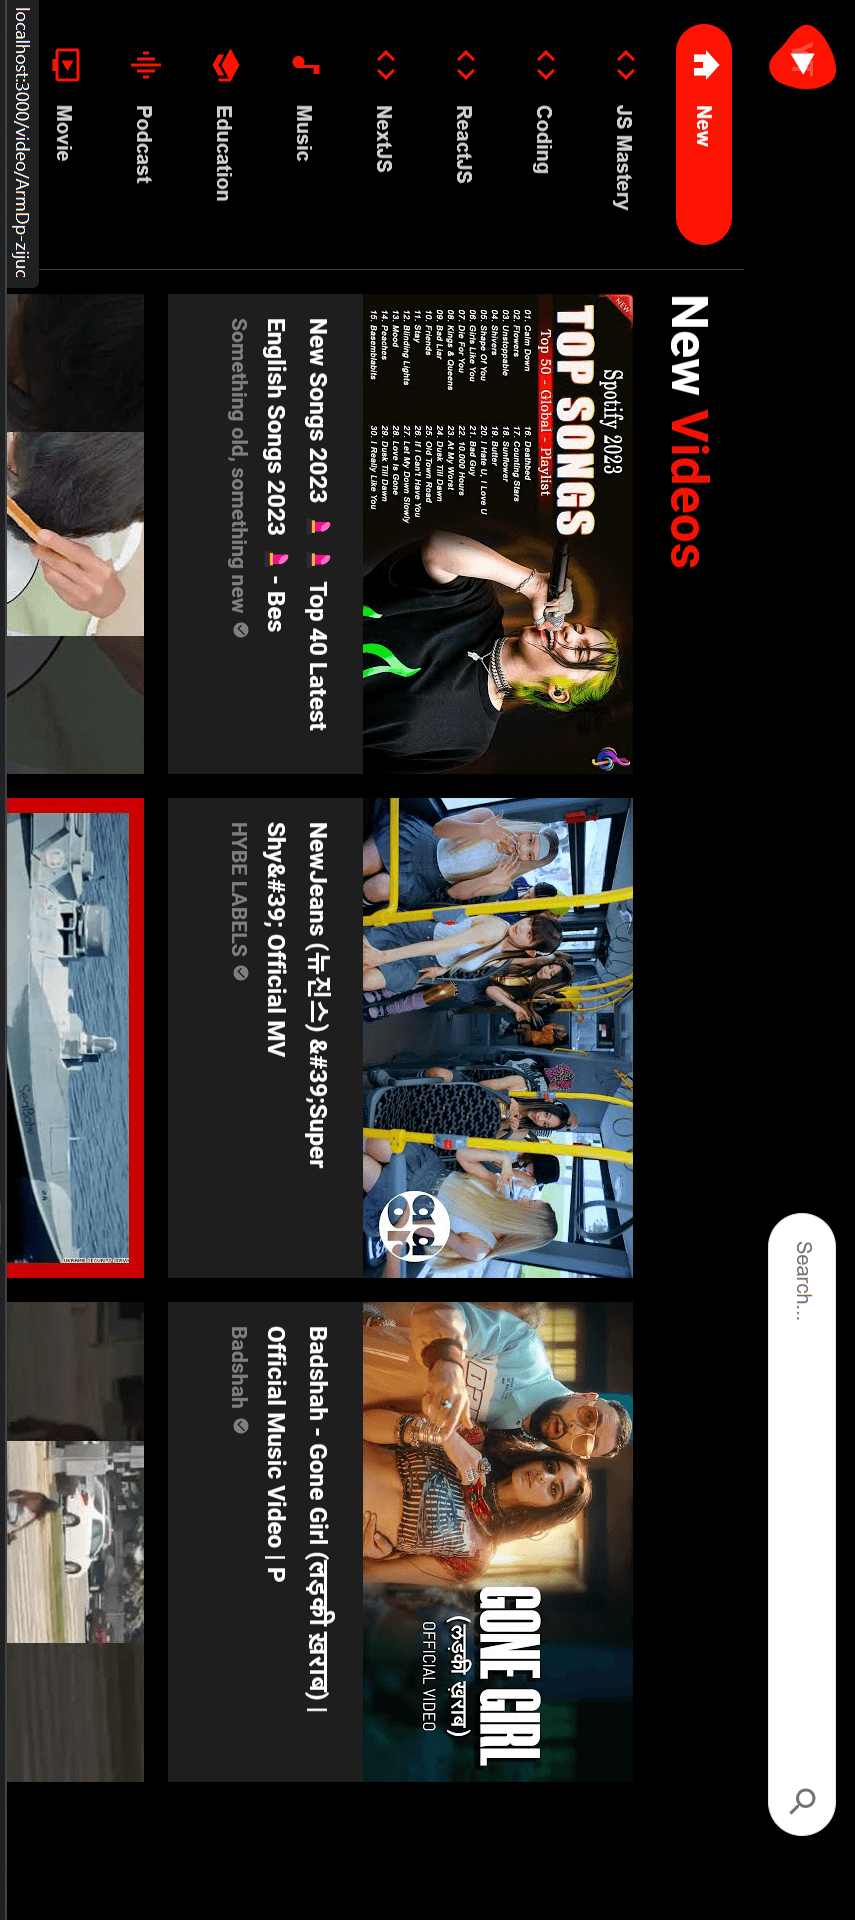 Search...
New
JS Mastery
Coding
ReactJS
NextJS
Music
Education
Podcast
Movie
New Videos
NEW
Spotify 2023
TOP SONGS
Top 50 - Global - Playlist
01. Calm Down
02. Flowers
03. Unstoppable
04. Shivers
05. Shape Of You
06. Girls Like You
07. Die For You
08. Kings & Queens
09. Bad Liar
10. Friends
11. Stay
12. Blinding Lights
13. Mood
14. Peaches
15. Basemblabits
16. Deathbed
17. Counting Stars
18. Sunflower
19. Butter
20. I Hate U, I Love U
21. Bad Guy
22. 10.000 Hours
23. At My Worst
24. Dusk Till Dawn
25. Old Town Road
26. If I Can't Have You
27. Let My Down Slowly
28. Love Is Gone
29. Dusk Till Dawn
30. I Really Like You
New Songs 2023 💄 💄 Top 40 Latest
English Songs 2023 💄 - Bes
Something old, something new
NewJeans (뉴진스) &#39;Super
Shy&#39; Official MV
HYBE LABELS
GONE GIRL
(लड़की ख़राब)
OFFICIAL VIDEO
Badshah - Gone Girl (लड़की ख़राब) |
Official Music Video | P
Badshah
localhost:3000/video/ArmDp-zijuc